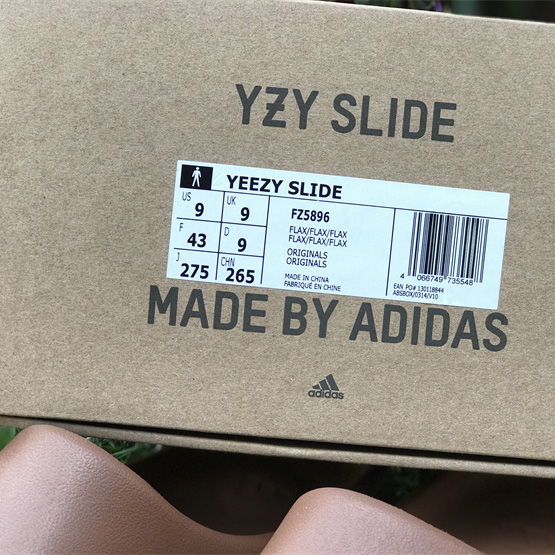 YZY SLIDE
YEEZY SLIDE
US 9
UK 9
F 43
D 9
J 275
CHN 265
FZ5896
FLAX/FLAX/FLAX
FLAX/FLAX/FLAX
ORIGINALS
ORIGINALS
MADE IN CHINA
FABRIQUÉ EN CHINE
4 066749 735548
EAN PO# 130118844
ABSBOX/0314/V10
MADE BY ADIDAS
adidas